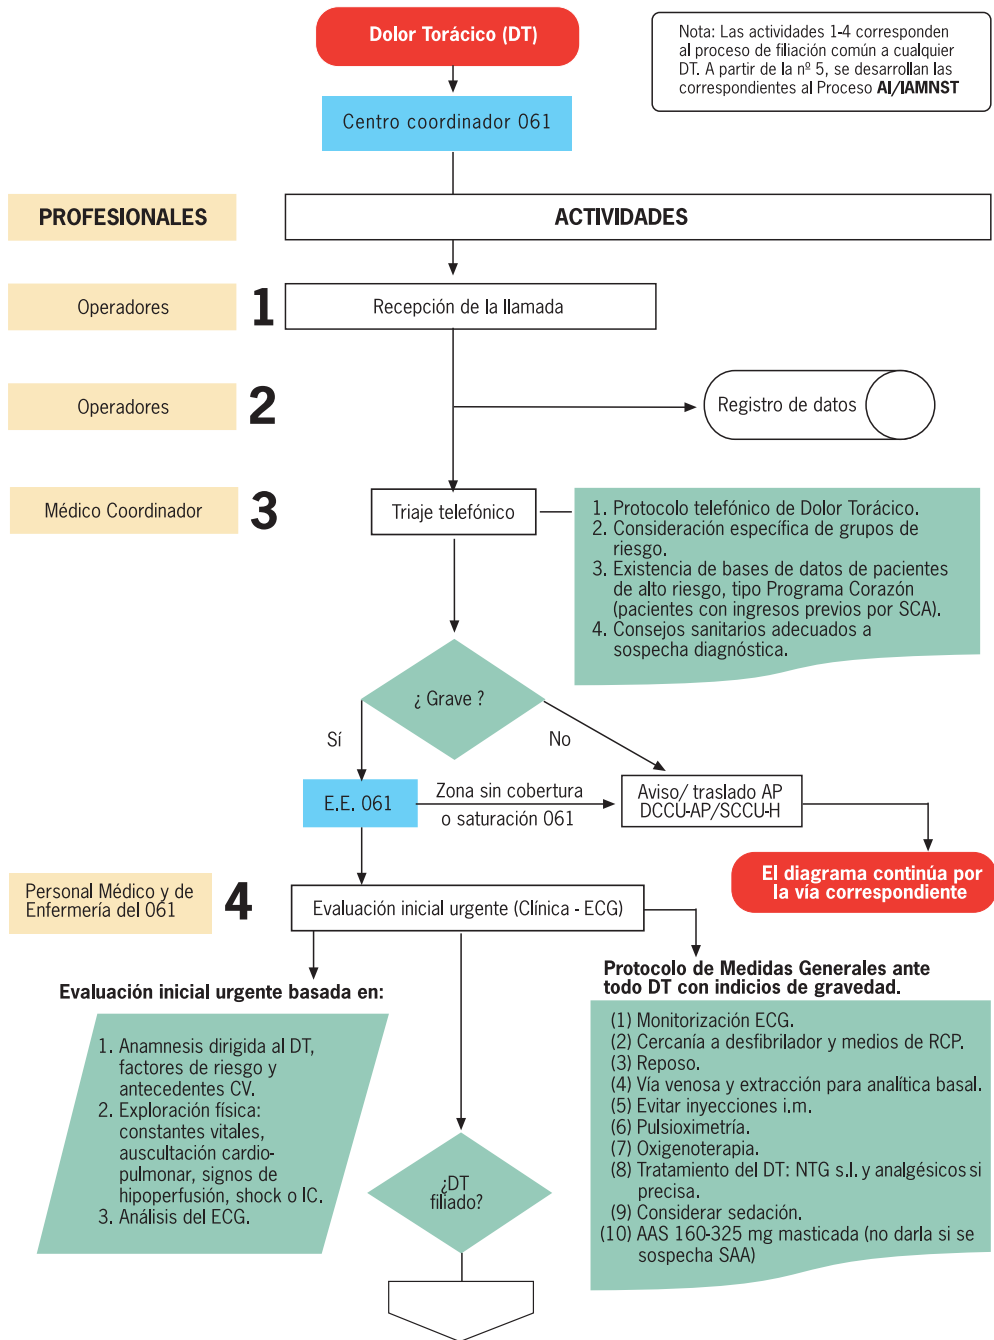 Dolor Torácico (DT)
Nota: Las actividades 1-4 corresponden
al proceso de filiación común a cualquier
DT. A partir de la nº 5, se desarrollan las
correspondientes al Proceso AI/IAMNST
Centro coordinador 061
PROFESIONALES
ACTIVIDADES
Operadores
1
Recepción de la llamada
Operadores
2
Registro de datos
Médico Coordinador
3
Triaje telefónico
1. Protocolo telefónico de Dolor Torácico.
2. Consideración específica de grupos de
riesgo.
3. Existencia de bases de datos de pacientes
de alto riesgo, tipo Programa Corazón
(pacientes con ingresos previos por SCA).
4. Consejos sanitarios adecuados a
sospecha diagnóstica.
¿ Grave ?
Sí
No
E.E. 061
Zona sin cobertura
o saturación 061
Aviso/ traslado AP
DCCU-AP/SCCU-H
El diagrama continúa por
la vía correspondiente
Personal Médico y de
Enfermería del 061
4
Evaluación inicial urgente (Clínica - ECG)
Evaluación inicial urgente basada en:
1. Anamnesis dirigida al DT,
factores de riesgo y
antecedentes CV.
2. Exploración física:
constantes vitales,
auscultación cardio-
pulmonar, signos de
hipoperfusión, shock o IC.
3. Análisis del ECG.
¿DT
filiado?
Protocolo de Medidas Generales ante
todo DT con indicios de gravedad.
(1) Monitorización ECG.
(2) Cercanía a desfibrilador y medios de RCP.
(3) Reposo.
(4) Vía venosa y extracción para analítica basal.
(5) Evitar inyecciones i.m.
(6) Pulsioximetría.
(7) Oxigenoterapia.
(8) Tratamiento del DT: NTG s.l. y analgésicos si
precisa.
(9) Considerar sedación.
(10) AAS 160-325 mg masticada (no darla si se
sospecha SAA)